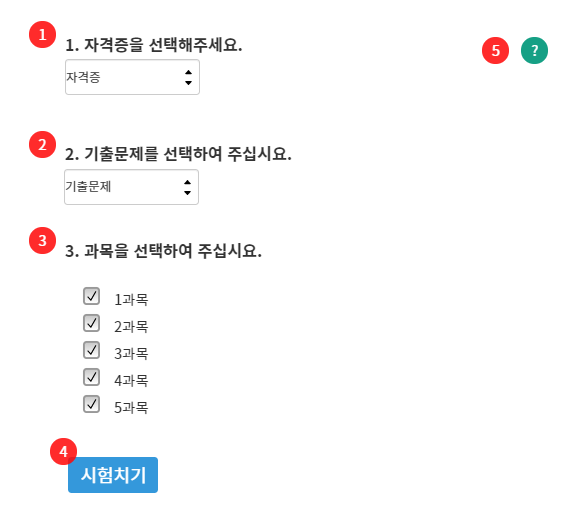 1
1. 자격증을 선택해주세요.
5
?
자격증
2
2. 기출문제를 선택하여 주십시요.
기출문제
3
3. 과목을 선택하여 주십시요.
1과목
2과목
3과목
4과목
5과목
4
시험치기